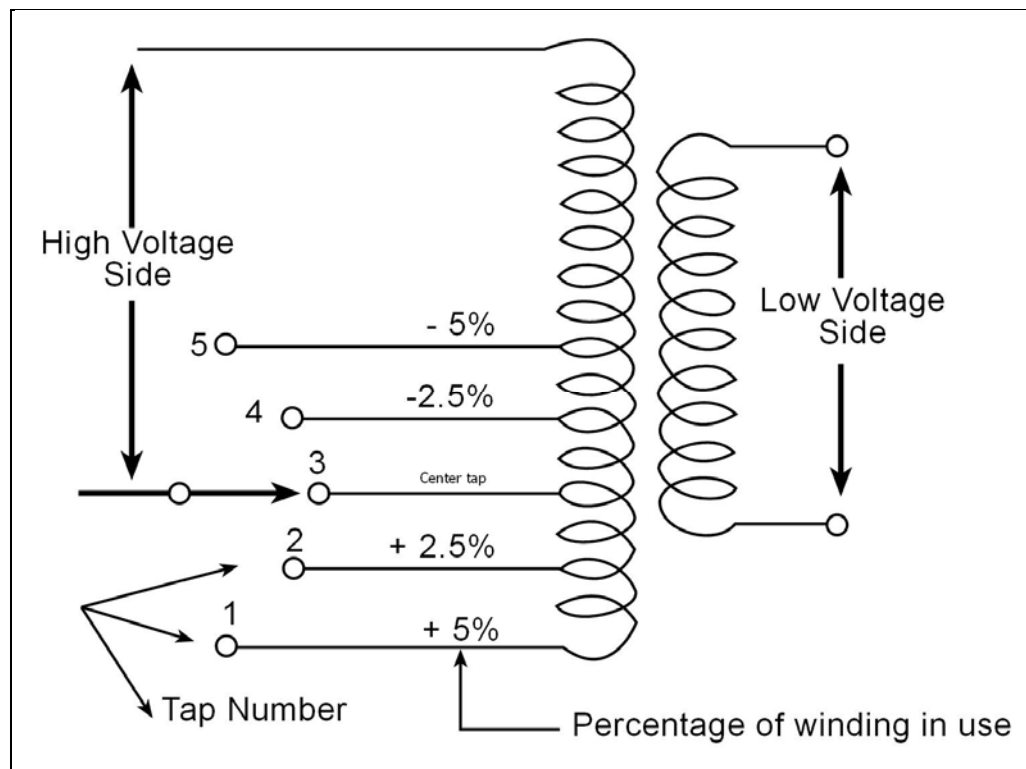 High Voltage
Side
Low Voltage
Side
5
- 5%
4
-2.5%
3
Center tap
2
+ 2.5%
1
+ 5%
Tap Number
Percentage of winding in use